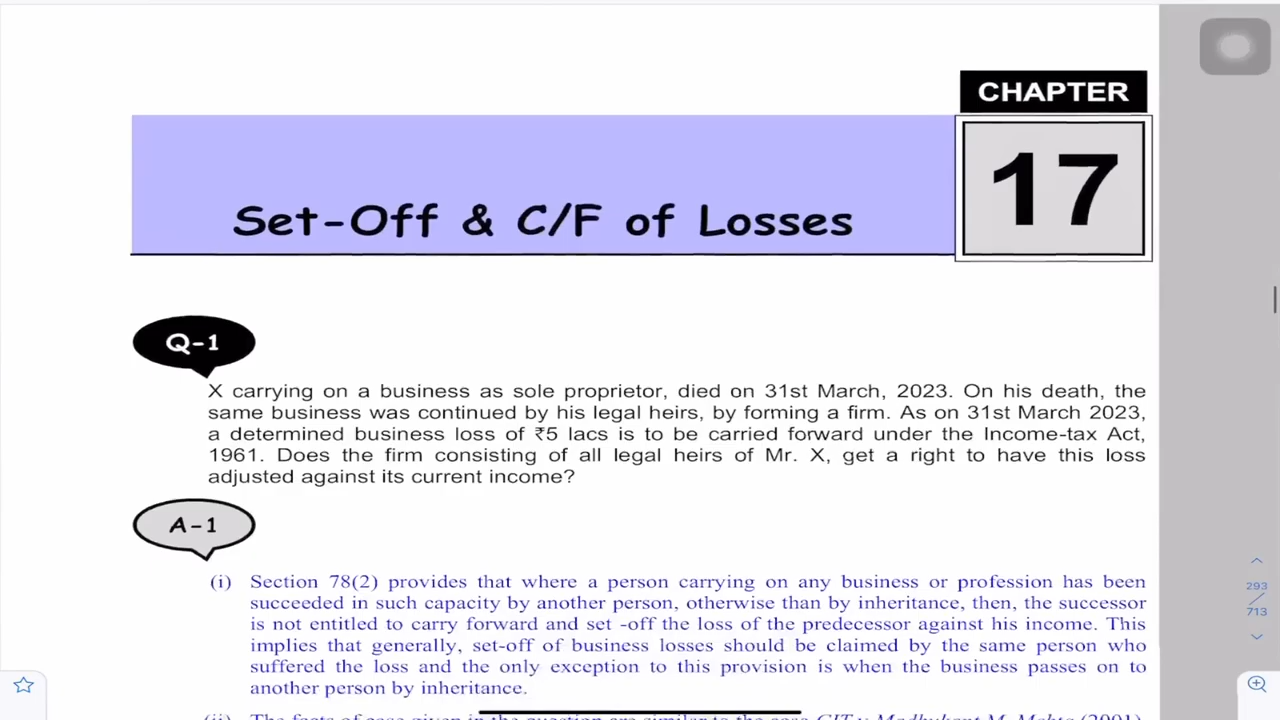 CHAPTER
17
Set-Off & C/F of Losses
Q-1
X carrying on a business as sole proprietor, died on 31st March, 2023. On his death, the
same business was continued by his legal heirs, by forming a firm. As on 31st March 2023,
a determined business loss of ₹5 lacs is to be carried forward under the Income-tax Act,
1961. Does the firm consisting of all legal heirs of Mr. X, get a right to have this loss
adjusted against its current income?
A-1
(i) Section 78(2) provides that where a person carrying on any business or profession has been
succeeded in such capacity by another person, otherwise than by inheritance, then, the successor
is not entitled to carry forward and set -off the loss of the predecessor against his income. This
implies that generally, set-off of business losses should be claimed by the same person who
suffered the loss and the only exception to this provision is when the business passes on to
another person by inheritance.
(ii) The facts of case given in the question are similar to the case CIT v Madhukant M. Mehta (2001)
293
713